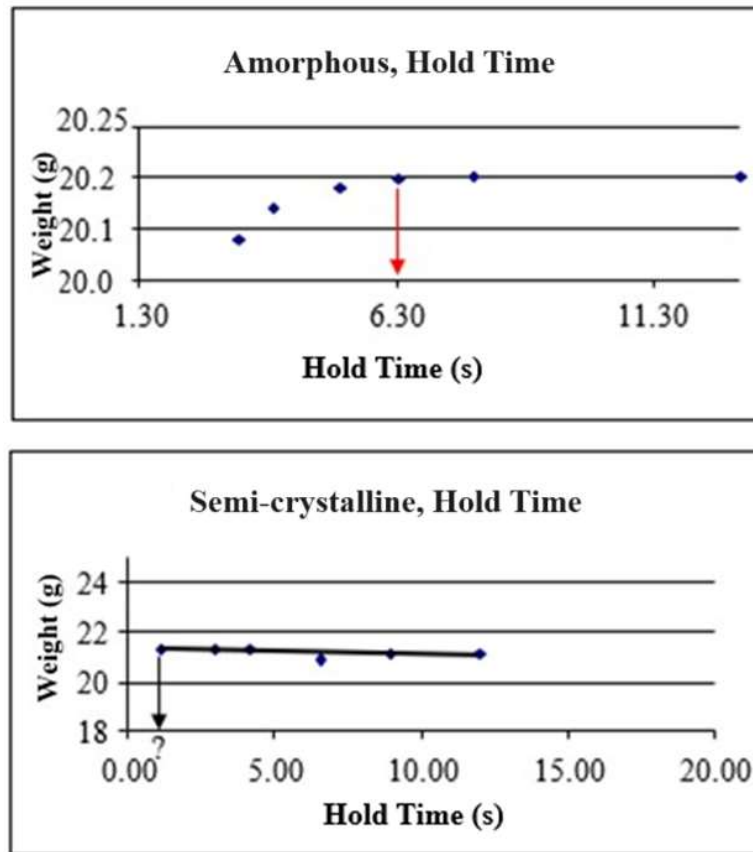 Amorphous, Hold Time
20.25
20.2
20.1
20.0
Weight (g)
1.30 6.30 11.30
Hold Time (s)
Semi-crystalline, Hold Time
24
22
20
18
Weight (g)
?
0.00 5.00 10.00 15.00 20.00
Hold Time (s)